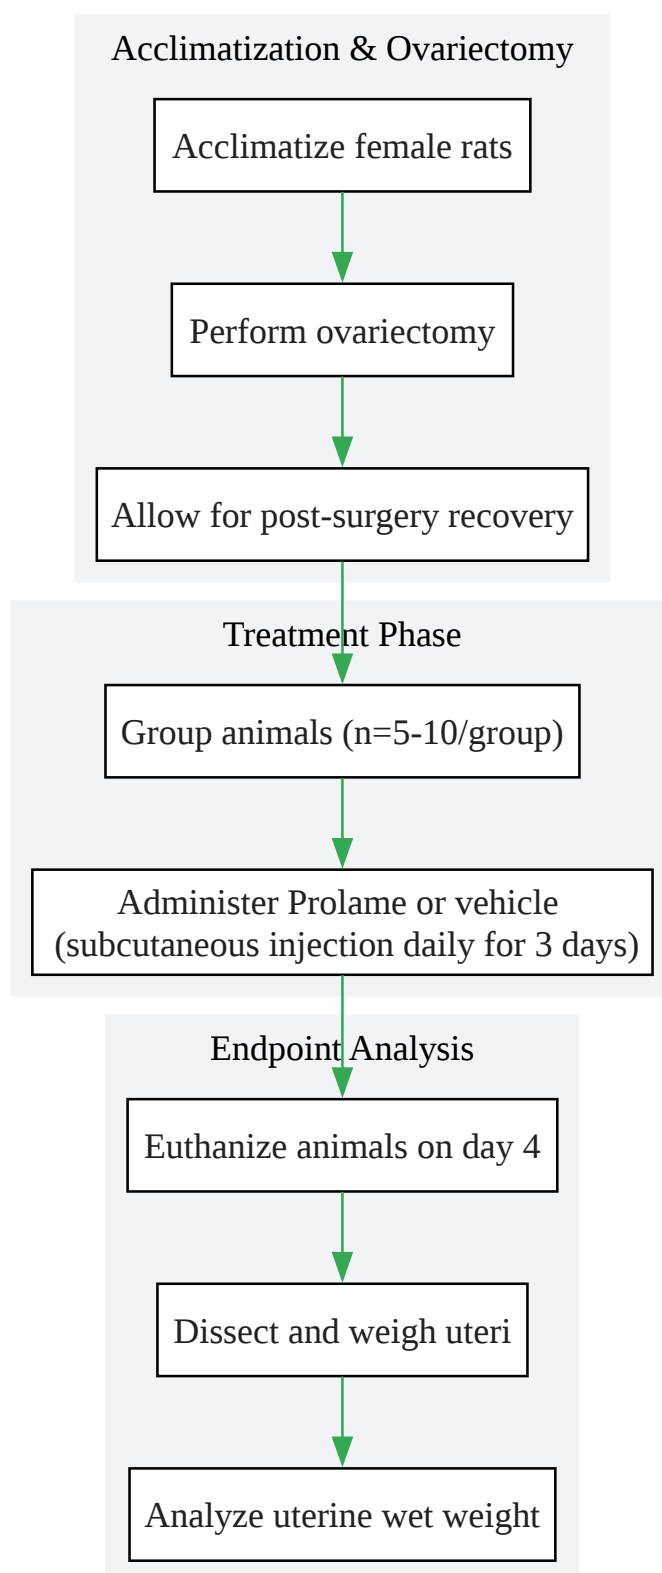 Acclimatization & Ovariectomy
Acclimatize female rats
Perform ovariectomy
Allow for post-surgery recovery
Treatment Phase
Group animals (n=5-10/group)
Administer Prolame or vehicle
(subcutaneous injection daily for 3 days)
Endpoint Analysis
Euthanize animals on day 4
Dissect and weigh uteri
Analyze uterine wet weight